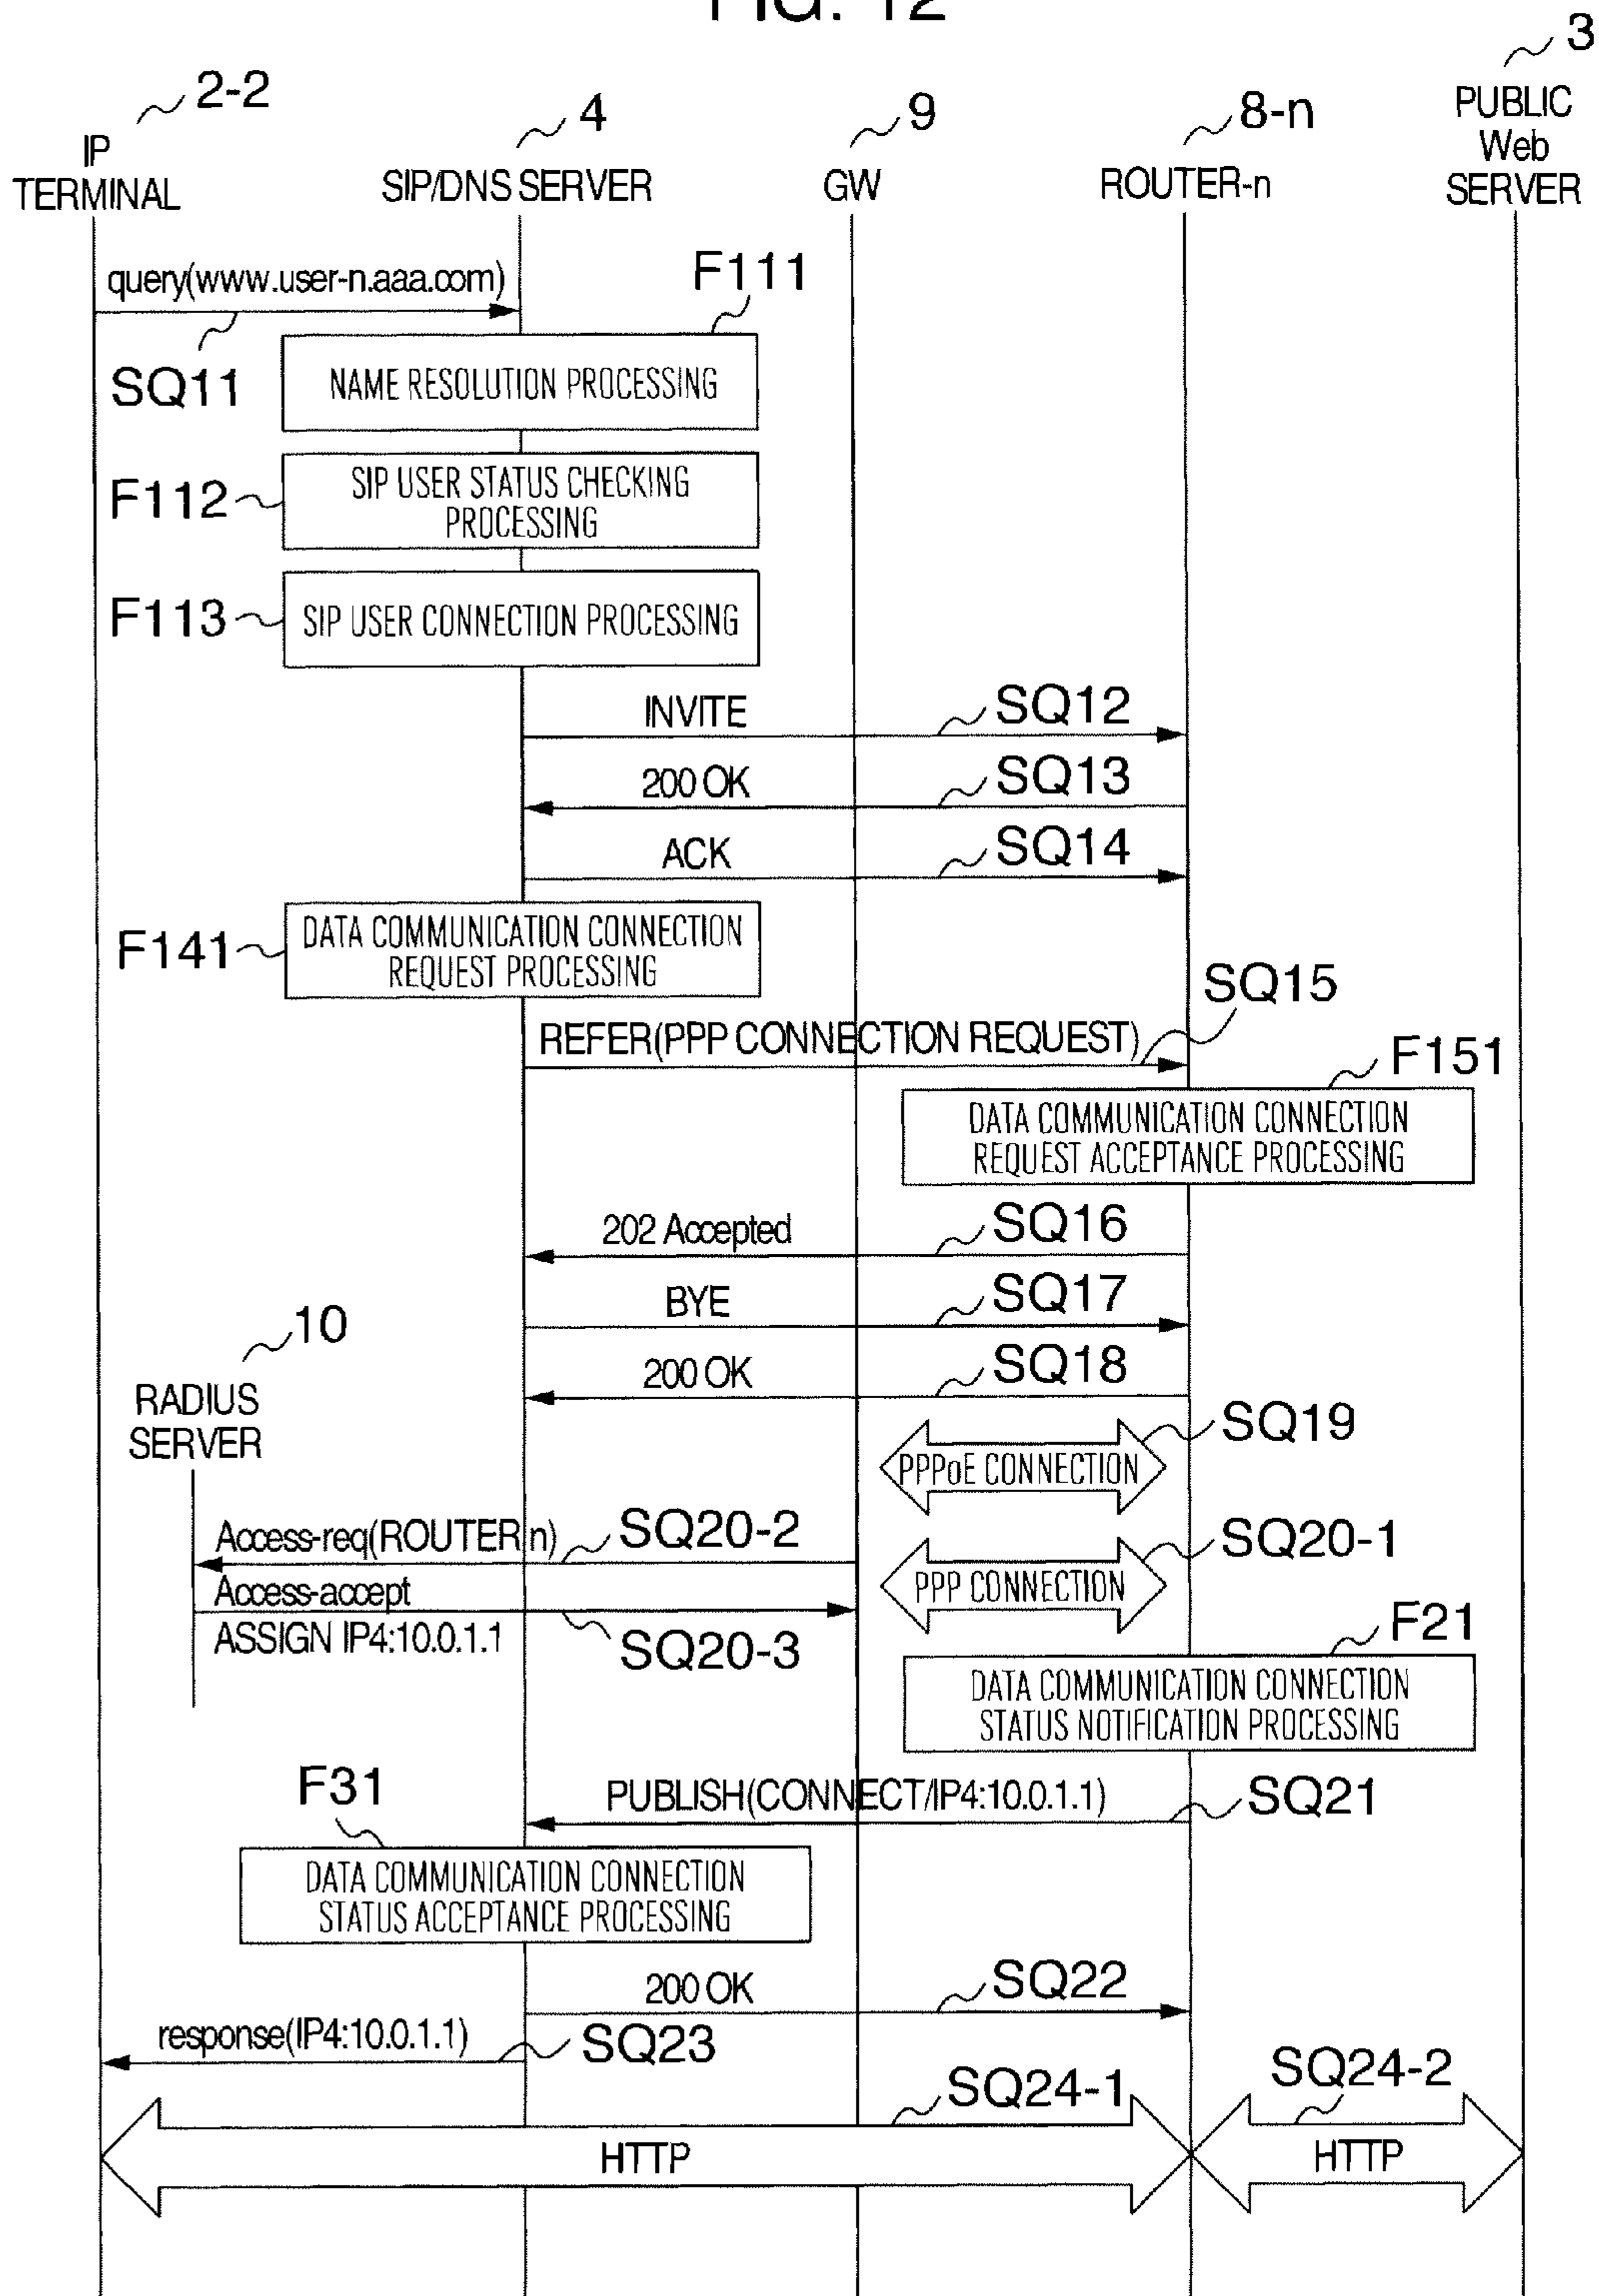 FIG. 12
3
2-2
4
9
8-n
PUBLIC
Web
SERVER
IP
TERMINAL
SIP/DNS SERVER
GW
ROUTER-n
query(www.user-n.aaa.com)
F111
SQ11
NAME RESOLUTION PROCESSING
F112
SIP USER STATUS CHECKING
PROCESSING
F113
SIP USER CONNECTION PROCESSING
INVITE
SQ12
200 OK
SQ13
ACK
SQ14
F141
DATA COMMUNICATION CONNECTION
REQUEST PROCESSING
SQ15
REFER(PPP CONNECTION REQUEST)
F151
DATA COMMUNICATION CONNECTION
REQUEST ACCEPTANCE PROCESSING
202 Accepted
SQ16
BYE
SQ17
10
200 OK
SQ18
RADIUS
SERVER
SQ19
PPPoE CONNECTION
Access-req(ROUTER n)
SQ20-2
SQ20-1
Access-accept
PPP CONNECTION
ASSIGN IP4:10.0.1.1
SQ20-3
F21
DATA COMMUNICATION CONNECTION
STATUS NOTIFICATION PROCESSING
F31
PUBLISH(CONNECT/IP4:10.0.1.1)
SQ21
DATA COMMUNICATION CONNECTION
STATUS ACCEPTANCE PROCESSING
200 OK
SQ22
response(IP4:10.0.1.1)
SQ23
SQ24-1
SQ24-2
HTTP
HTTP